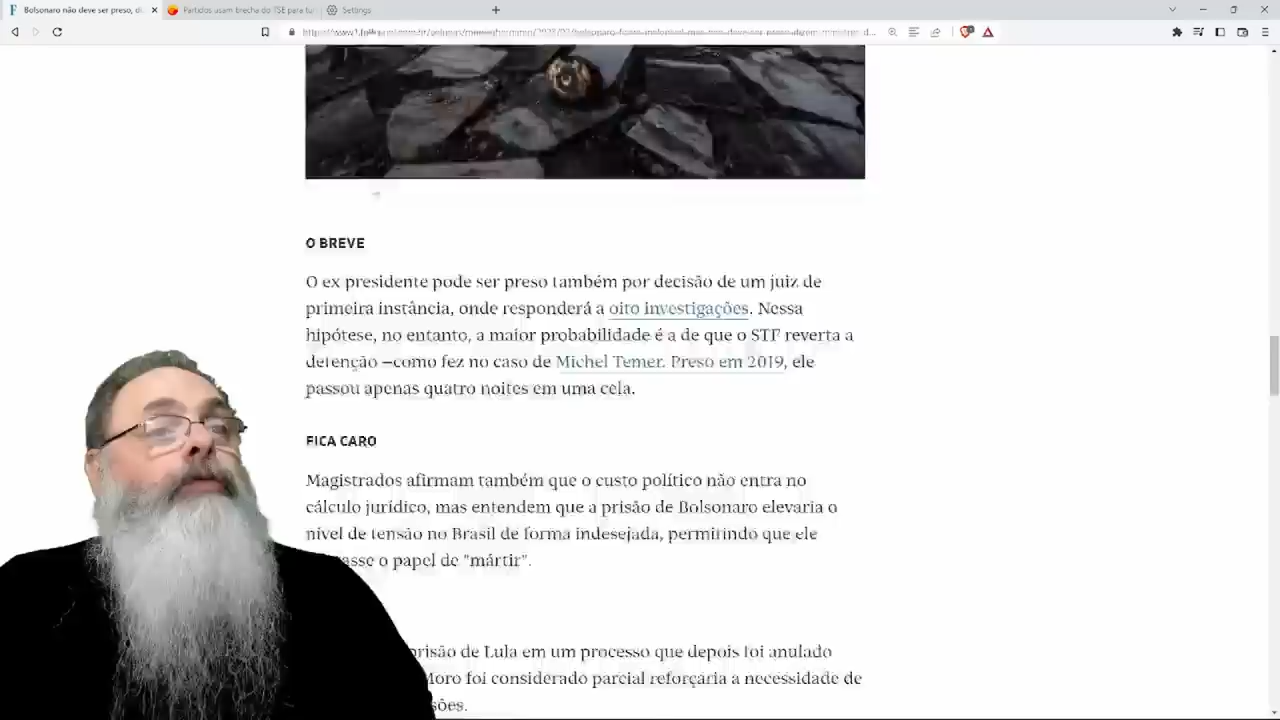 Bolsonaro não deve ser preso, di
Partidos usam brecha do TSE para tur
Settings
O BREVE
O ex presidente pode ser preso também por decisão de um juiz de
primeira instância, onde responderá a oito investigações. Nessa
hipótese, no entanto, a maior probabilidade é a de que o STF reverta a
detenção —como fez no caso de Michel Temer. Preso em 2019, ele
passou apenas quatro noites em uma cela.
FICA CARO
Magistrados afirmam também que o custo político não entra no
cálculo jurídico, mas entendem que a prisão de Bolsonaro elevaria o
nível de tensão no Brasil de forma indesejada, permitindo que ele
asse o papel de "mártir".
prisão de Lula em um processo que depois foi anulado
Moro foi considerado parcial reforçaria a necessidade de
sões.